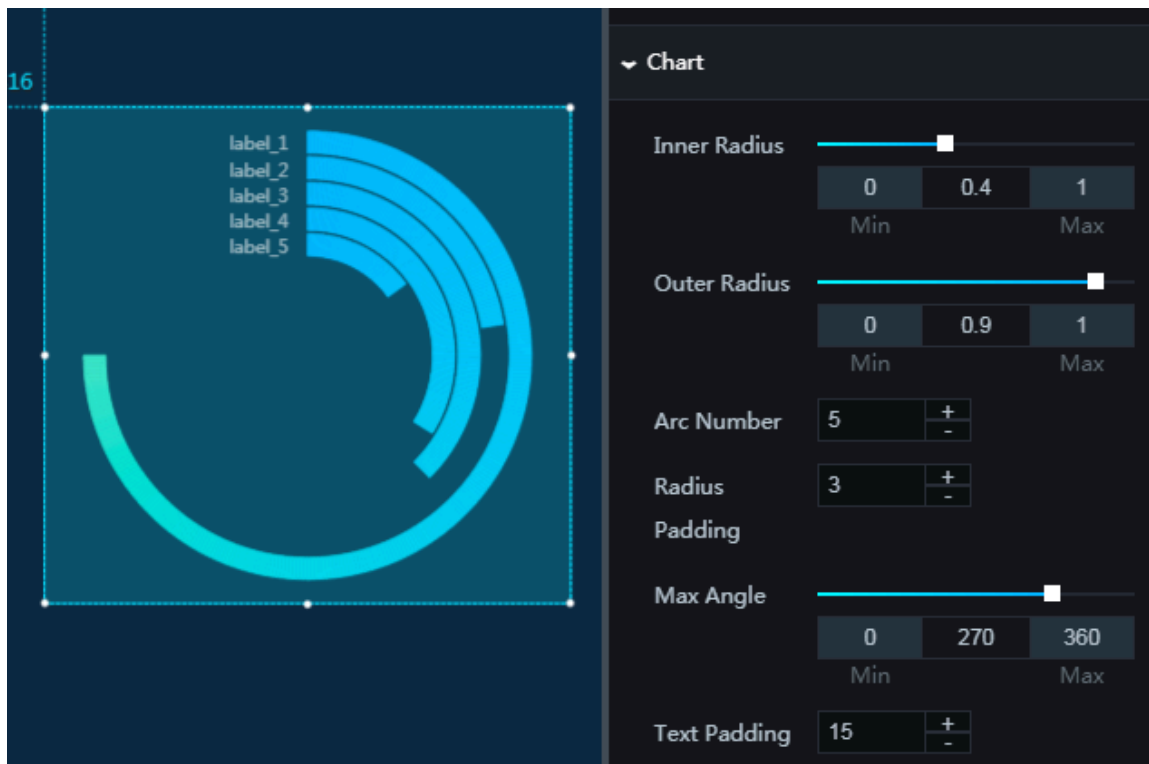 16
label_1
label_2
label_3
label_4
label_5
Chart
Inner Radius
0 0.4 1
Min Max
Outer Radius
0 0.9 1
Min Max
Arc Number 5 + -
Radius Padding 3 + -
Max Angle
0 270 360
Min Max
Text Padding 15 + -